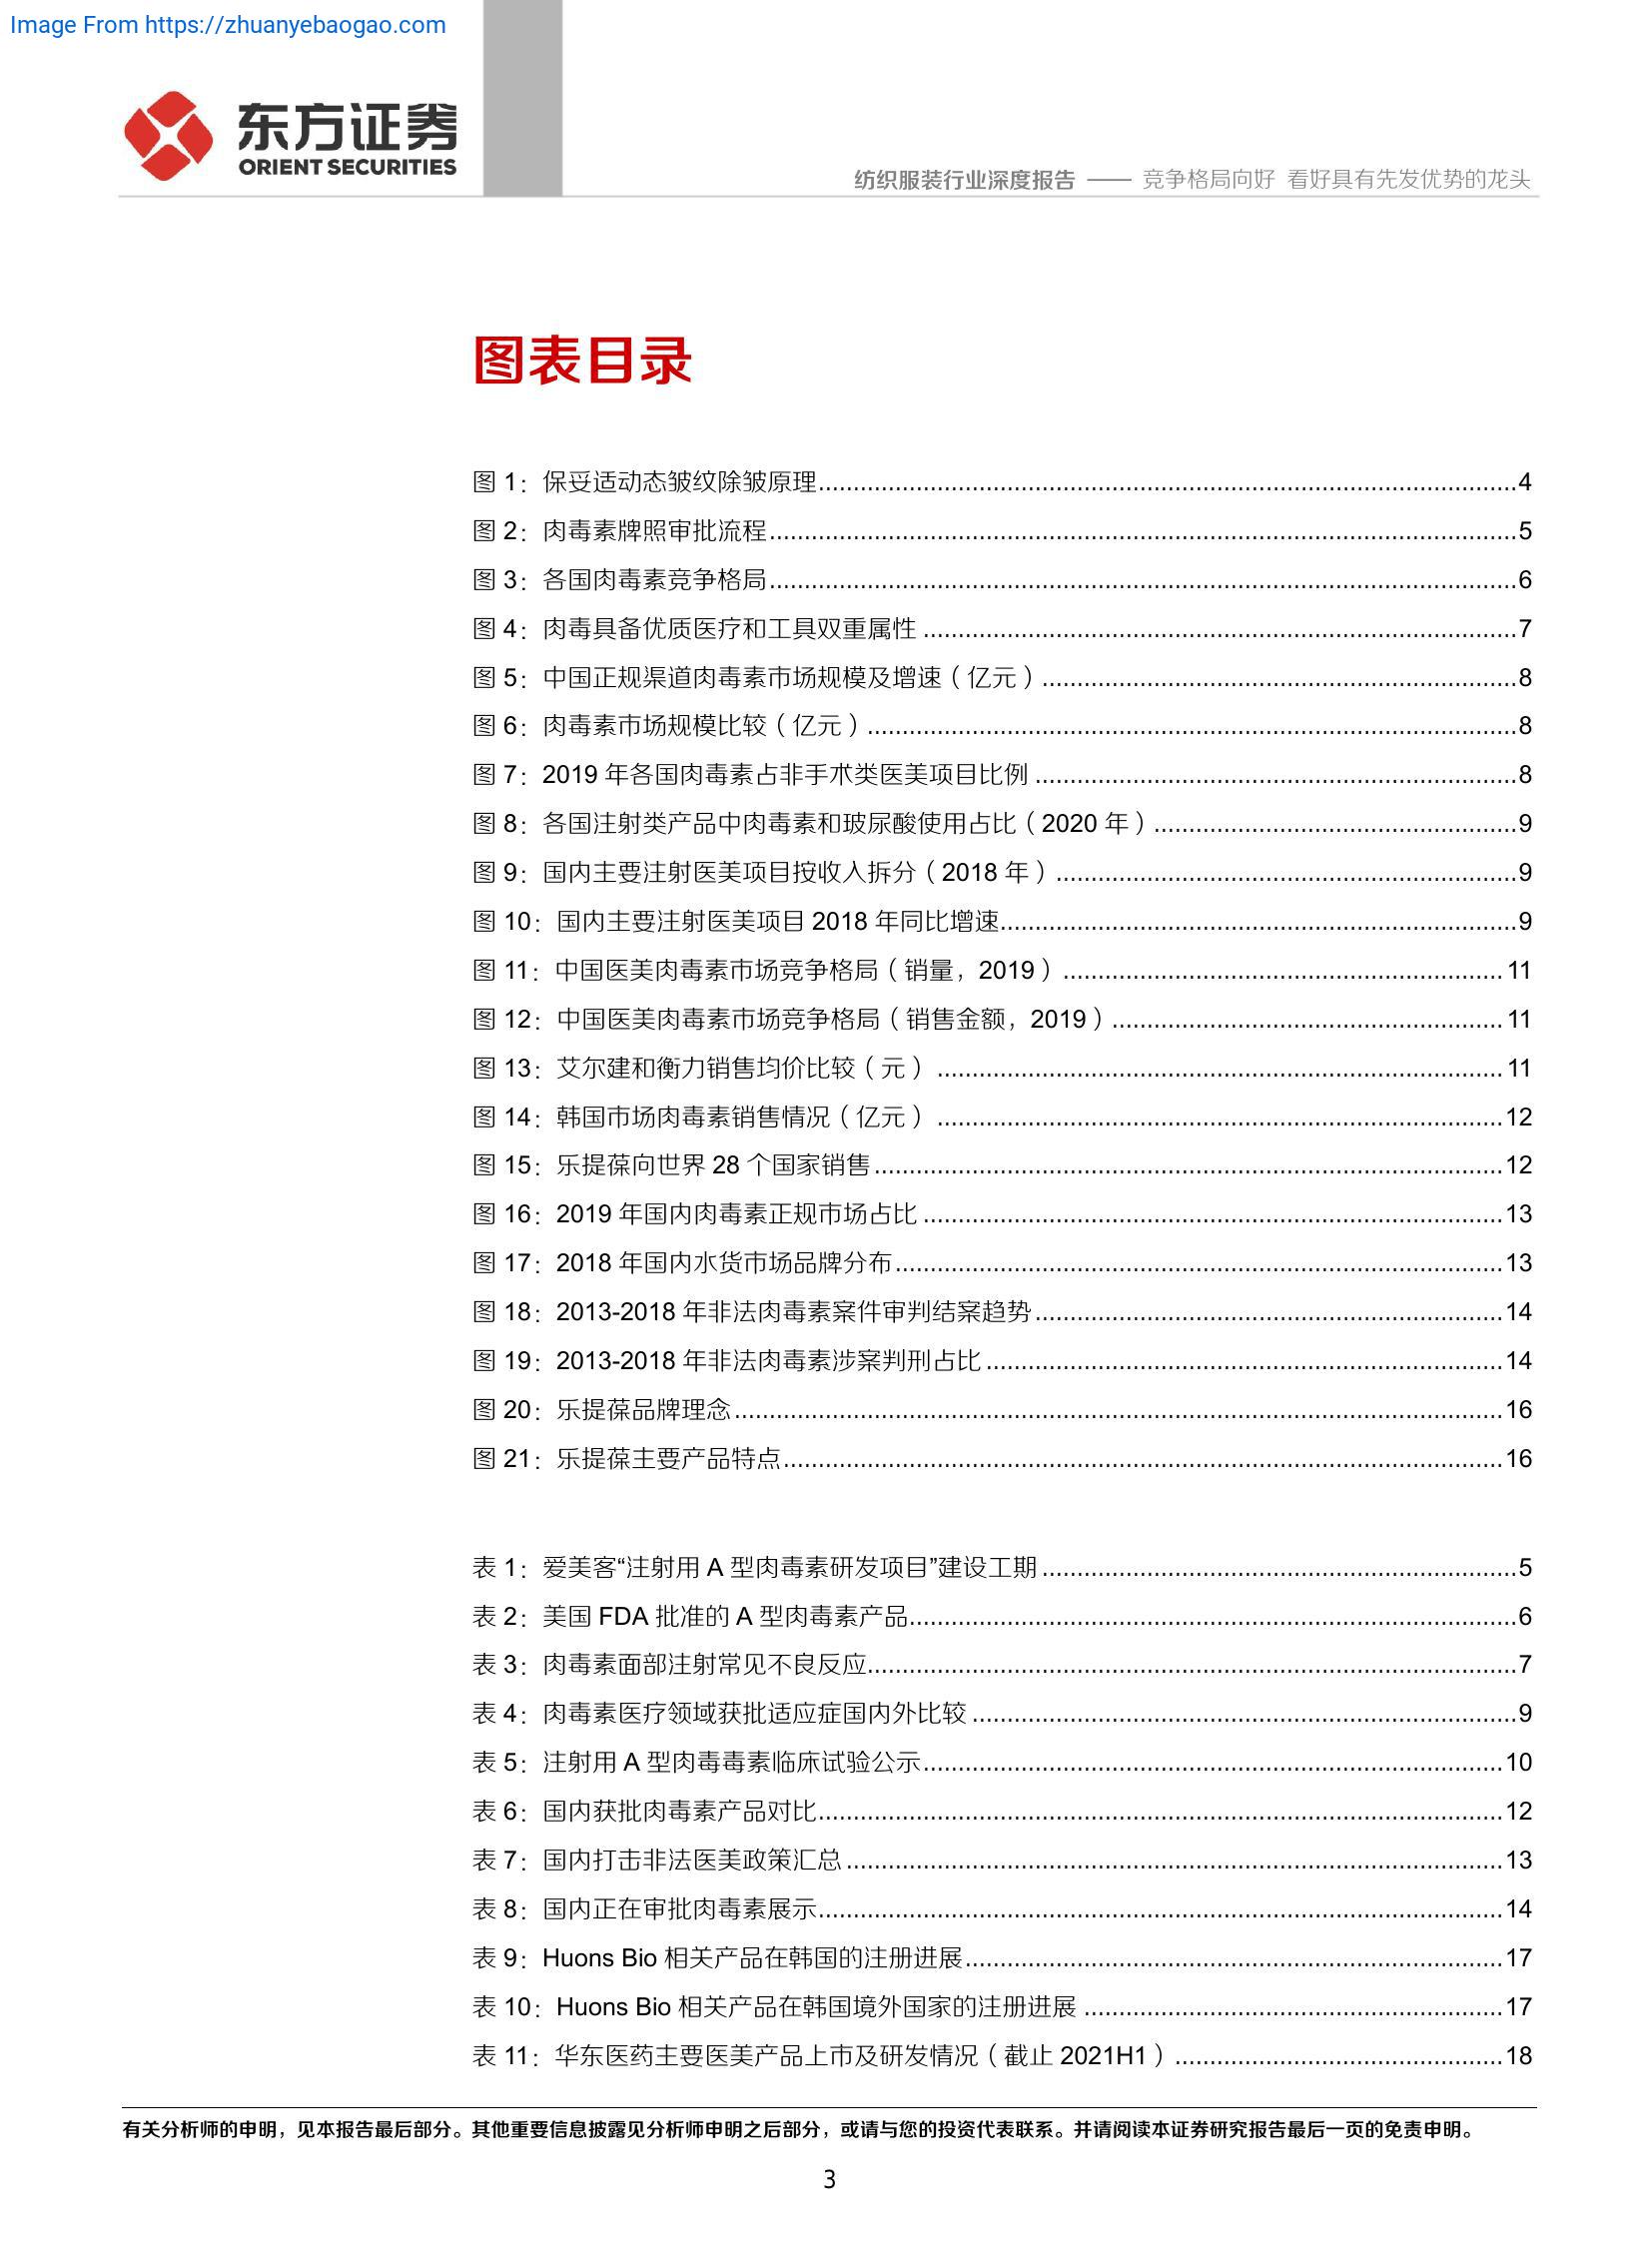 Image From https://zhuanyebaogao.com
东方证券
ORIENT SECURITIES
纺织服装行业深度报告 —— 竞争格局向好 看好具有先发优势的龙头
图表目录
图 1：保妥适动态皱纹除皱原理......4
图 2：肉毒素牌照审批流程......5
图 3：各国肉毒素竞争格局......6
图 4：肉毒具备优质医疗和工具双重属性......7
图 5：中国正规渠道肉毒素市场规模及增速（亿元）......8
图 6：肉毒素市场规模比较（亿元）......8
图 7：2019 年各国肉毒素占非手术类医美项目比例......8
图 8：各国注射类产品中肉毒素和玻尿酸使用占比（2020 年）......9
图 9：国内主要注射医美项目按收入拆分（2018 年）......9
图 10：国内主要注射医美项目 2018 年同比增速......9
图 11：中国医美肉毒素市场竞争格局（销量，2019）......11
图 12：中国医美肉毒素市场竞争格局（销售金额，2019）......11
图 13：艾尔建和衡力销售均价比较（元）......11
图 14：韩国市场肉毒素销售情况（亿元）......12
图 15：乐提葆向世界 28 个国家销售......12
图 16：2019 年国内肉毒素正规市场占比......13
图 17：2018 年国内水货市场品牌分布......13
图 18：2013-2018 年非法肉毒素案件审判结案趋势......14
图 19：2013-2018 年非法肉毒素涉案判刑占比......14
图 20：乐提葆品牌理念......16
图 21：乐提葆主要产品特点......16
表 1：爱美客“注射用 A 型肉毒素研发项目”建设工期......5
表 2：美国 FDA 批准的 A 型肉毒素产品......6
表 3：肉毒素面部注射常见不良反应......7
表 4：肉毒素医疗领域获批适应症国内外比较......9
表 5：注射用 A 型肉毒毒素临床试验公示......10
表 6：国内获批肉毒素产品对比......12
表 7：国内打击非法医美政策汇总......13
表 8：国内正在审批肉毒素展示......14
表 9：Huons Bio 相关产品在韩国的注册进展......17
表 10：Huons Bio 相关产品在韩国境外国家的注册进展......17
表 11：华东医药主要医美产品上市及研发情况（截止 2021H1）......18
有关分析师的申明，见本报告最后部分。其他重要信息披露见分析师申明之后部分，或请与您的投资代表联系。并请阅读本证券研究报告最后一页的免责申明。
3